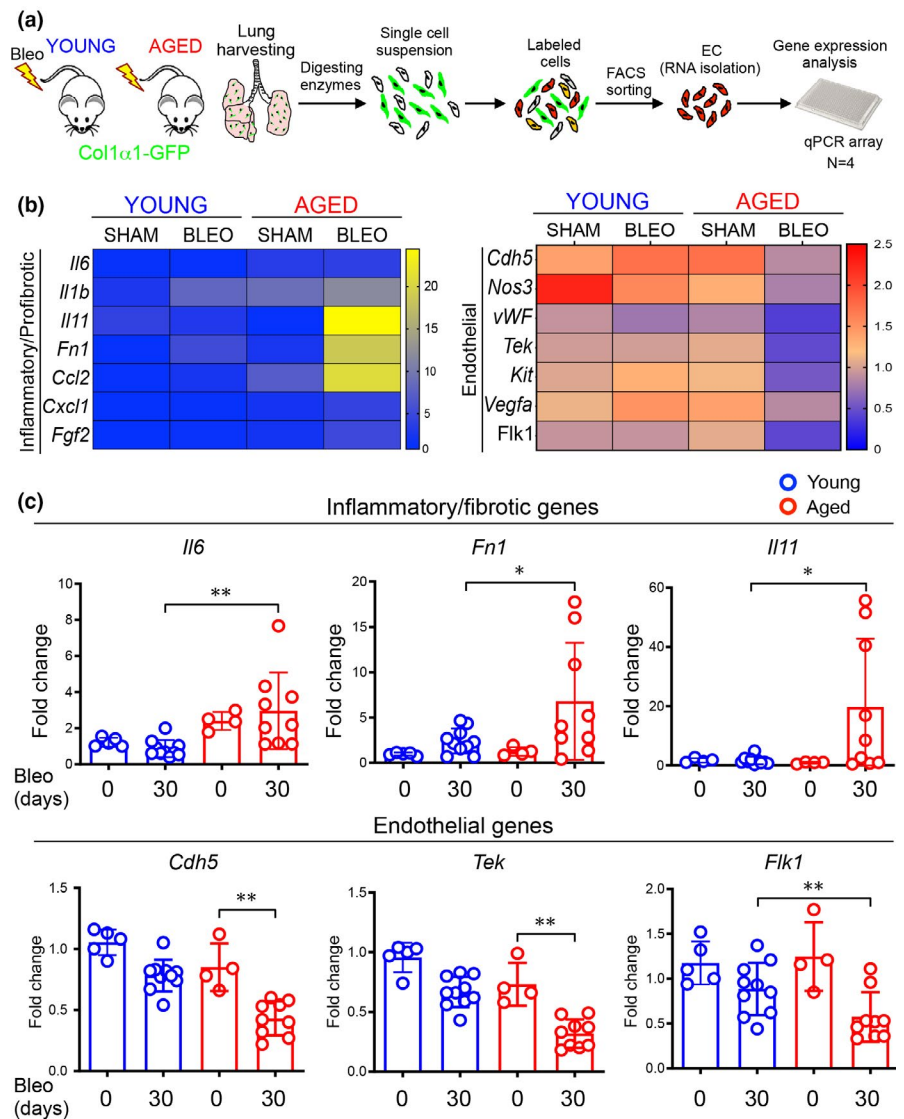 (a)
Bleo YOUNG AGED
Col1α1-GFP
Lung
harvesting
Digesting
enzymes
Single cell
suspension
Labeled
cells
FACS
sorting
EC
(RNA isolation)
Gene expression
analysis
qPCR array
N=4
(b)
YOUNG AGED
SHAM BLEO SHAM BLEO
Inflammatory/Profibrotic
Il6
Il1b
Il11
Fn1
Ccl2
Cxcl1
Fgf2
20
15
10
5
0
YOUNG AGED
SHAM BLEO SHAM BLEO
Endothelial
Cdh5
Nos3
vWF
Tek
Kit
Vegfa
Flk1
2.5
2.0
1.5
1.0
0.5
0
(c)
Young
Aged
Inflammatory/fibrotic genes
Il6
Fold change
10
8
6
4
2
0
**
Bleo
(days)
0 30 0 30
Fn1
Fold change
20
15
10
5
0
*
0 30 0 30
Il11
Fold change
60
40
20
0
*
0 30 0 30
Endothelial genes
Cdh5
Fold change
1.5
1.0
0.5
0.0
**
Bleo
(days)
0 30 0 30
Tek
Fold change
1.5
1.0
0.5
0.0
**
0 30 0 30
Flk1
Fold change
2.0
1.5
1.0
0.5
0.0
**
0 30 0 30